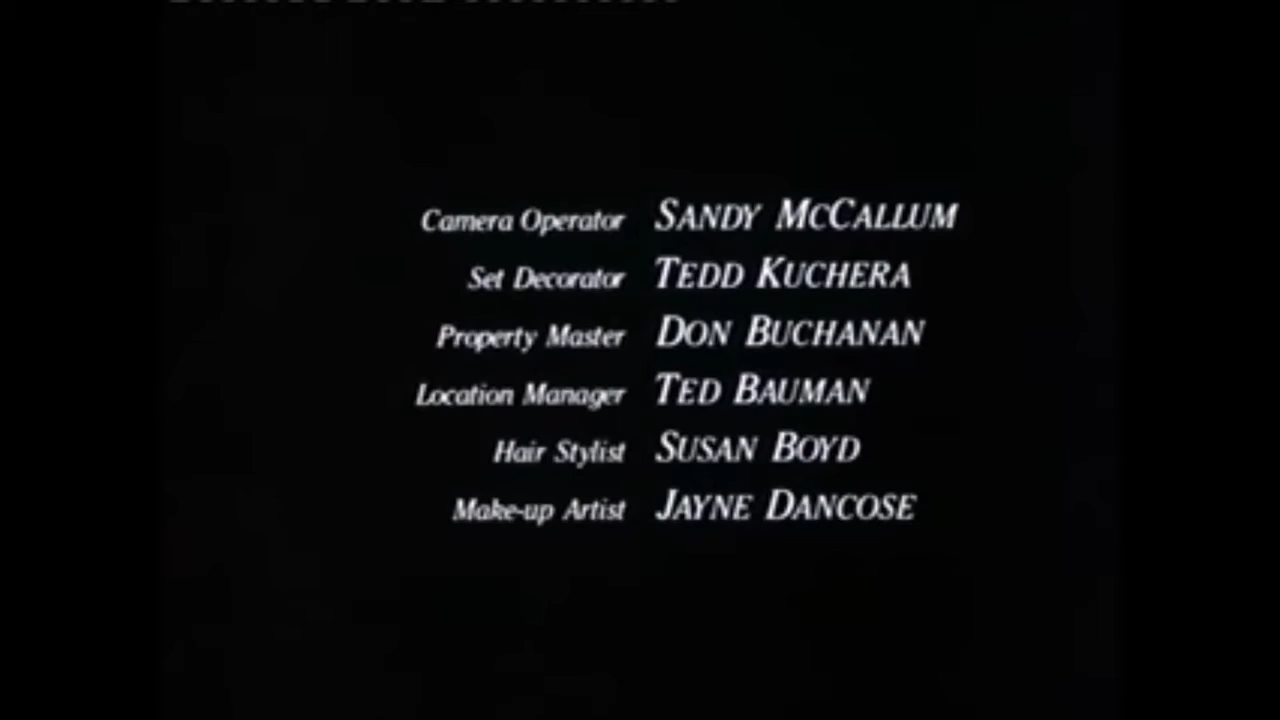 Camera Operator SANDY MCCALLUM
Set Decorator TEDD KUCHERA
Property Master DON BUCHANAN
Location Manager TED BAUMAN
Hair Stylist SUSAN BOYD
Make-up Artist JAYNE DANCOSE